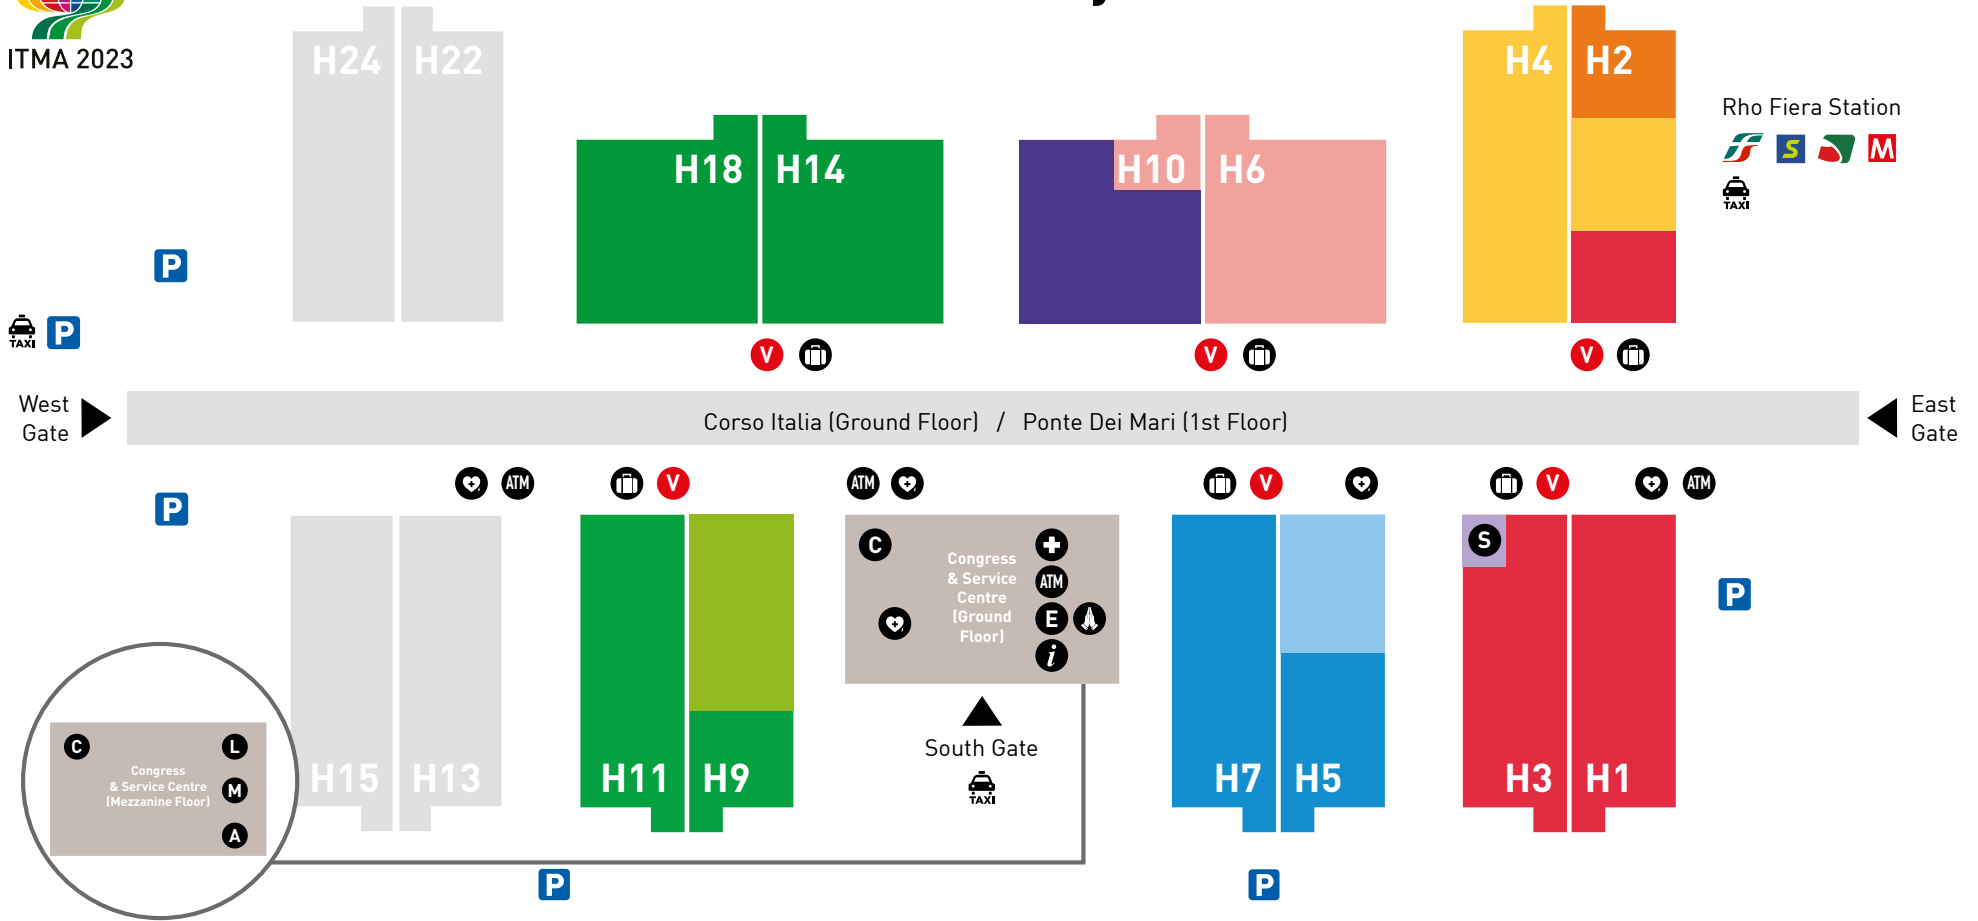 ITMA 2023
H24
H22
H18
H14
H10
H6
H4
H2
Rho Fiera Station
S
M
TAXI
P
TAXI
P
V
V
V
West
Gate
Corso Italia (Ground Floor) / Ponte Dei Mari (1st Floor)
East
Gate
P
ATM
V
ATM
V
V
ATM
C
Congress
& Service
Centre
(Ground
Floor)
ATM
E
i
S
P
South Gate
TAXI
C
Congress
& Service Centre
(Mezzanine Floor)
L
M
A
H15
H13
H11
H9
H7
H5
H3
H1
P
P